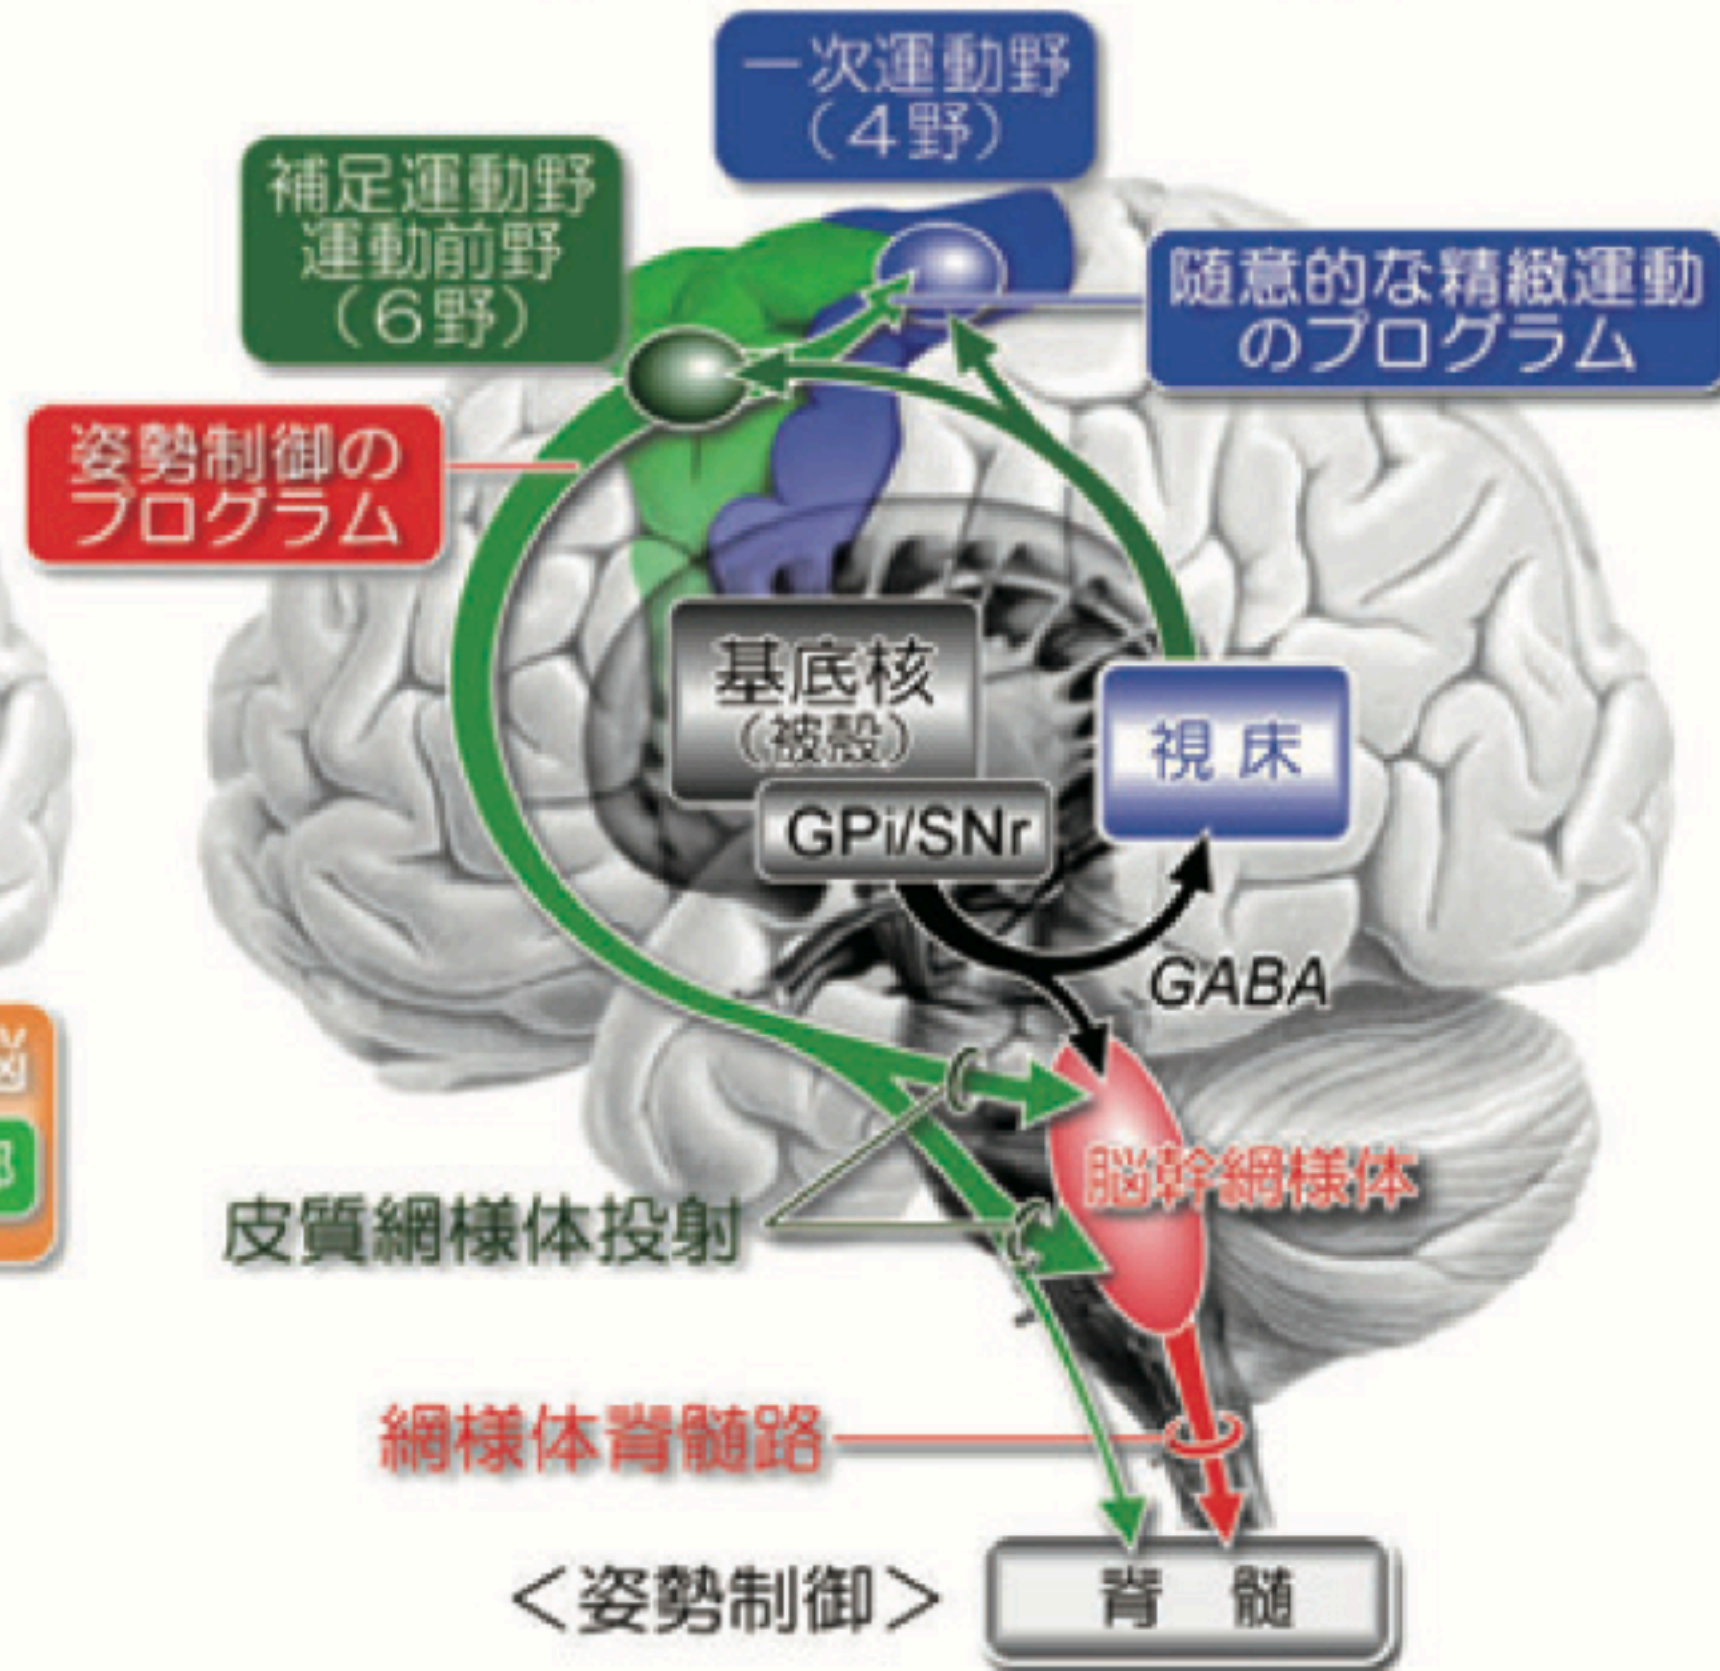 一次運動野
（4野）
補足運動野
運動前野
（6野）
随意的な精緻運動
のプログラム
姿勢制御の
プログラム
基底核
（被殻）
GPi/SNr
視床
GABA
脳幹網様体
皮質網様体投射
網様体脊髄路
＜姿勢制御＞
脊髄